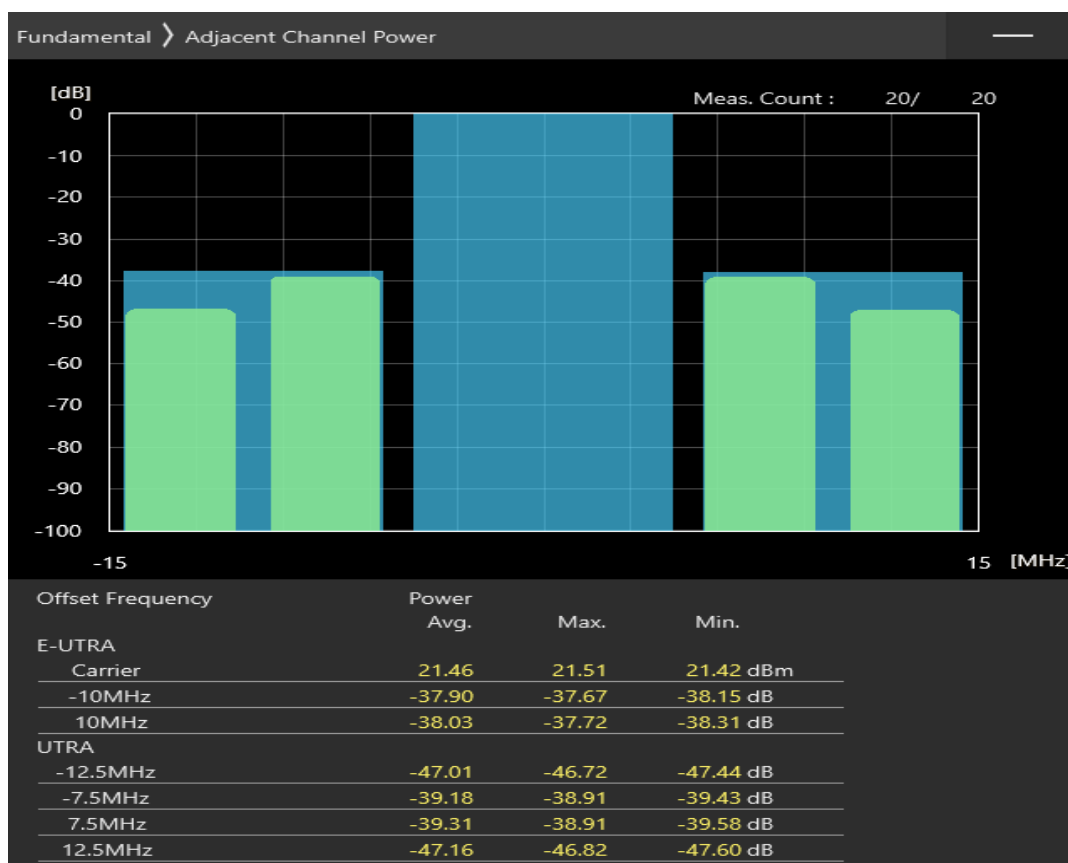 Fundamental ❯ Adjacent Channel Power
[dB]
Meas. Count : 20/ 20
0
-10
-20
-30
-40
-50
-60
-70
-80
-90
-100
-15 15 [MHz]
Offset Frequency Power
Avg. Max. Min.
E-UTRA
Carrier 21.46 21.51 21.42 dBm
-10MHz -37.90 -37.67 -38.15 dB
10MHz -38.03 -37.72 -38.31 dB
UTRA
-12.5MHz -47.01 -46.72 -47.44 dB
-7.5MHz -39.18 -38.91 -39.43 dB
7.5MHz -39.31 -38.91 -39.58 dB
12.5MHz -47.16 -46.82 -47.60 dB